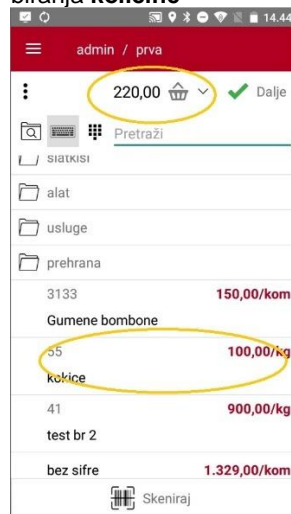 biranja količine
14.44
admin / prva
220,00
Dalje
Pretraži
slatkisi
alat
usluge
prehrana
3133 150,00/kom
Gumene bombone
55 100,00/kg
kokice
41 900,00/kg
test br 2
bez sifre 1.329,00/kom
Skeniraj